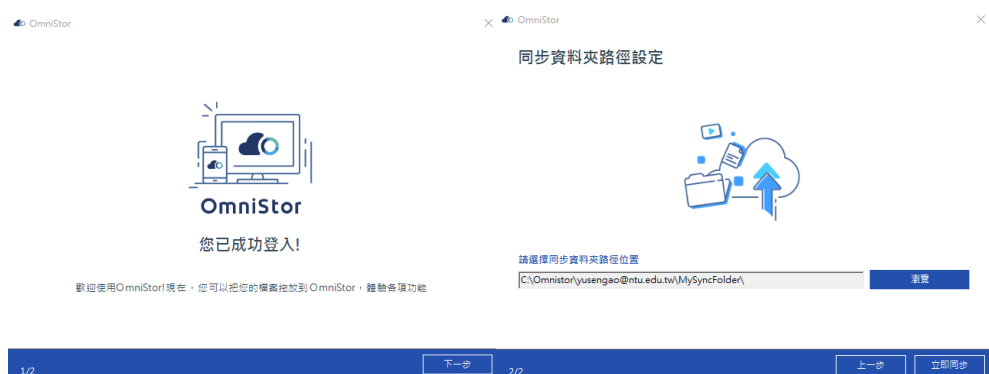 OmniStor
OmniStor
您已成功登入!
歡迎使用OmniStor!現在，您可以把您的檔案拖放到OmniStor，體驗各項功能
1/2
下一步
OmniStor
同步資料夾路徑設定
請選擇同步資料夾路徑位置
C:\Omnistor\yusengao@ntu.edu.tw\MySyncFolder\
瀏覽
2/2
上一步
立即同步